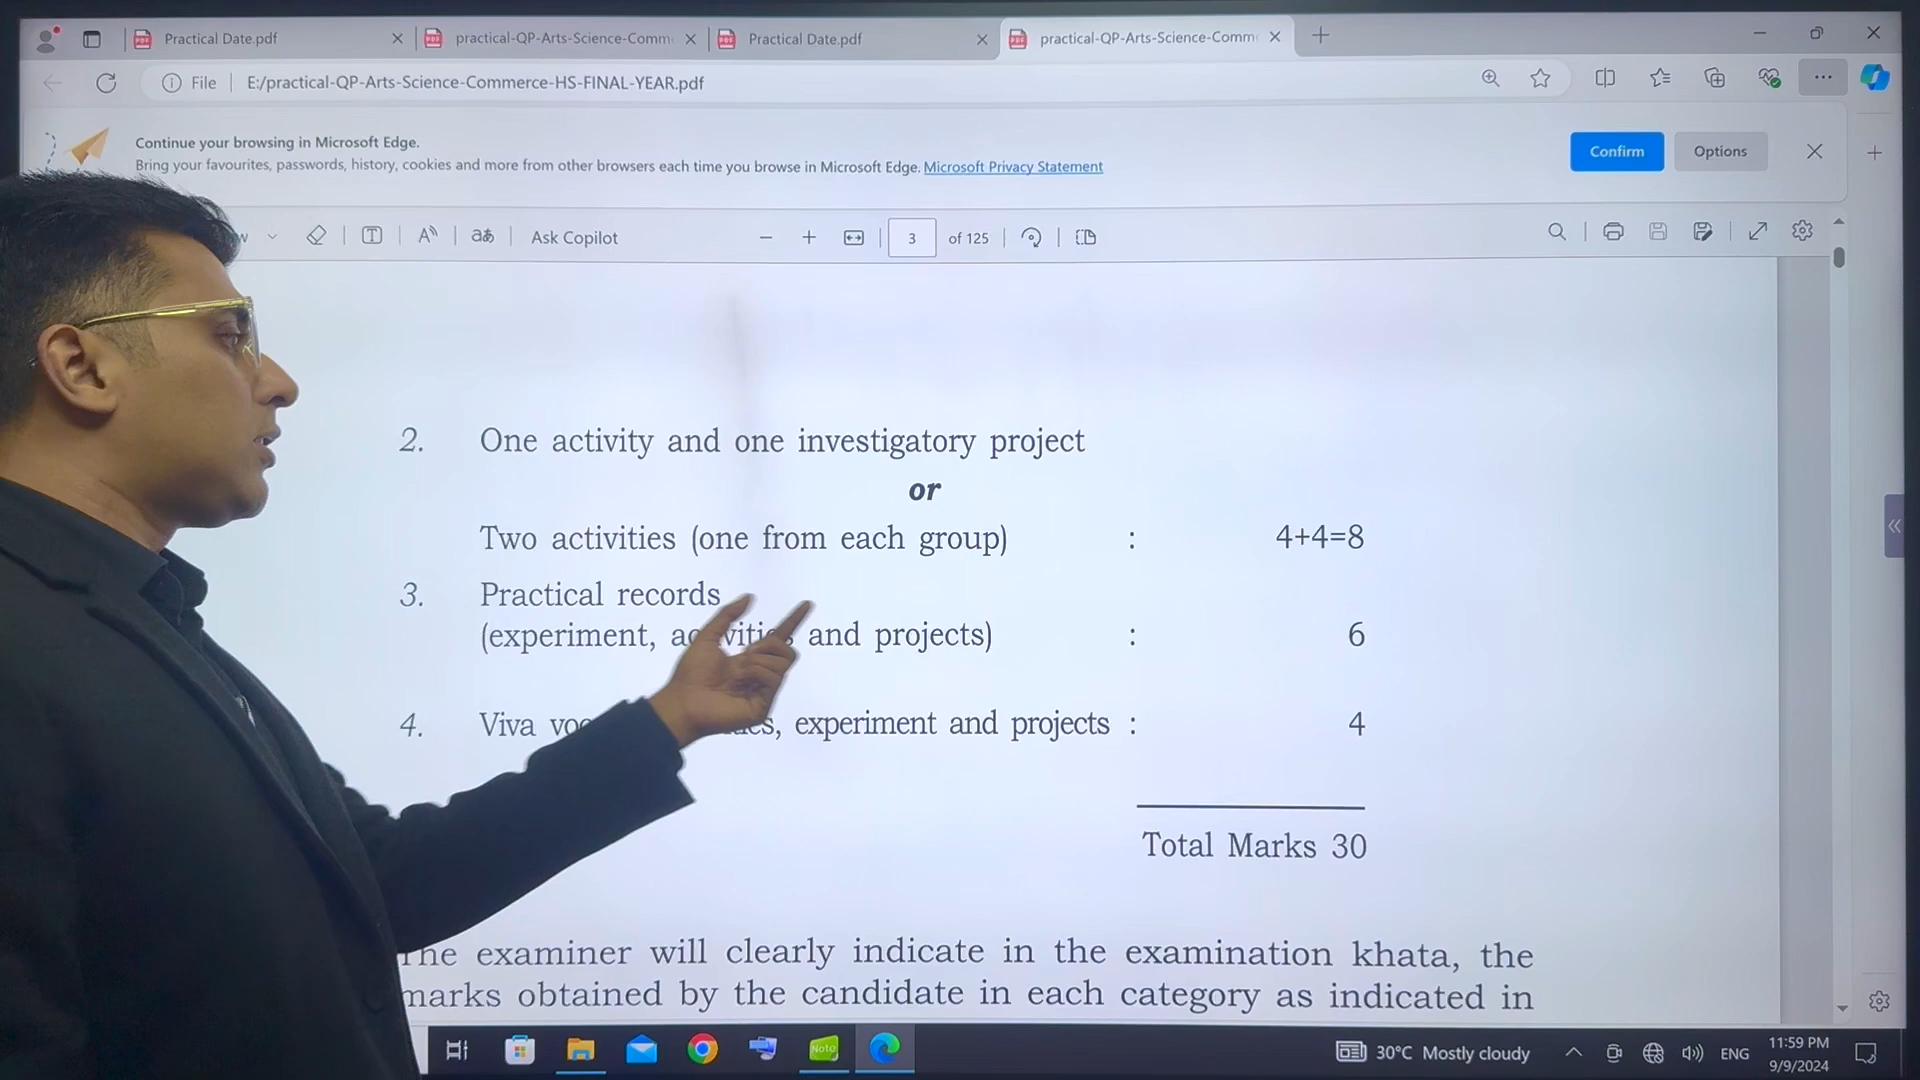 Practical Date.pdf
practical-QP-Arts-Science-Comm
Practical Date.pdf
practical-QP-Arts-Science-Comm
File
E:/practical-QP-Arts-Science-Commerce-HS-FINAL-YEAR.pdf
Continue your browsing in Microsoft Edge.
Bring your favourites, passwords, history, cookies and more from other browsers each time you browse in Microsoft Edge. Microsoft Privacy Statement
Confirm
Options
Ask Copilot
3 of 125
2. One activity and one investigatory project
or
Two activities (one from each group) : 4+4=8
3. Practical records
(experiment, and projects) : 6
4. Viva experiment and projects : 4
Total Marks 30
The examiner will clearly indicate in the examination khata, the
marks obtained by the candidate in each category as indicated in
Note
30°C Mostly cloudy
ENG
11:59 PM
9/9/2024